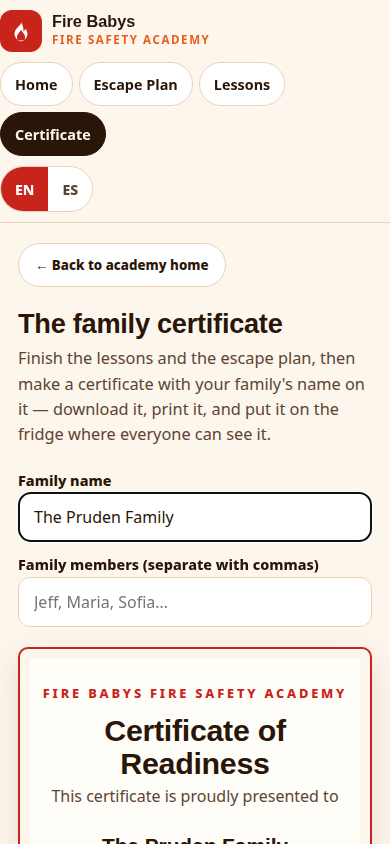 Fire Babys
FIRE SAFETY ACADEMY
Home
Escape Plan
Lessons
Certificate
EN
ES
← Back to academy home
The family certificate
Finish the lessons and the escape plan, then
make a certificate with your family's name on
it — download it, print it, and put it on the
fridge where everyone can see it.
Family name
The Pruden Family
Family members (separate with commas)
Jeff, Maria, Sofia...
FIRE BABYS FIRE SAFETY ACADEMY
Certificate of
Readiness
This certificate is proudly presented to
The Pruden Family